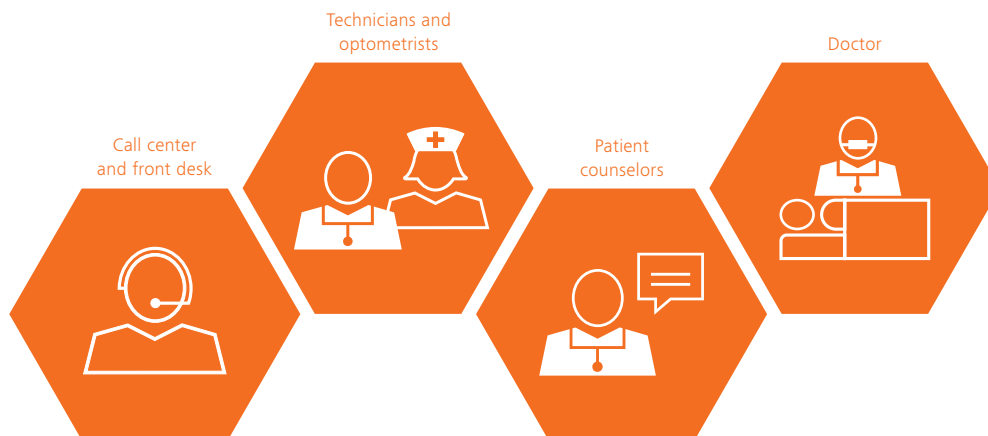 Call center
and front desk
Technicians and
optometrists
Patient
counselors
Doctor